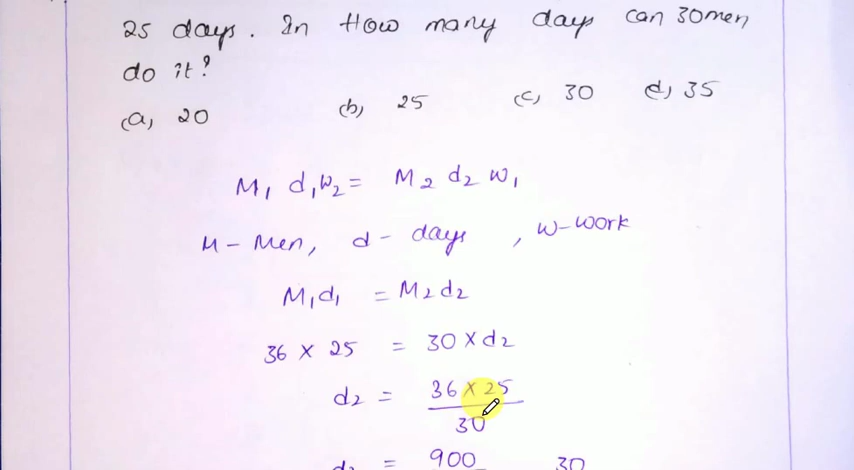 25 days. In How many days can 30men
do it?
(a) 20 (b) 25 (c) 30 (d) 35
M₁ d₁ W₂ = M₂ d₂ W₁
M - Men, d - days, W - work
M₁d₁ = M₂d₂
36 × 25 = 30 × d₂
d₂ = 36 × 25 / 30
d₂ = 900 30